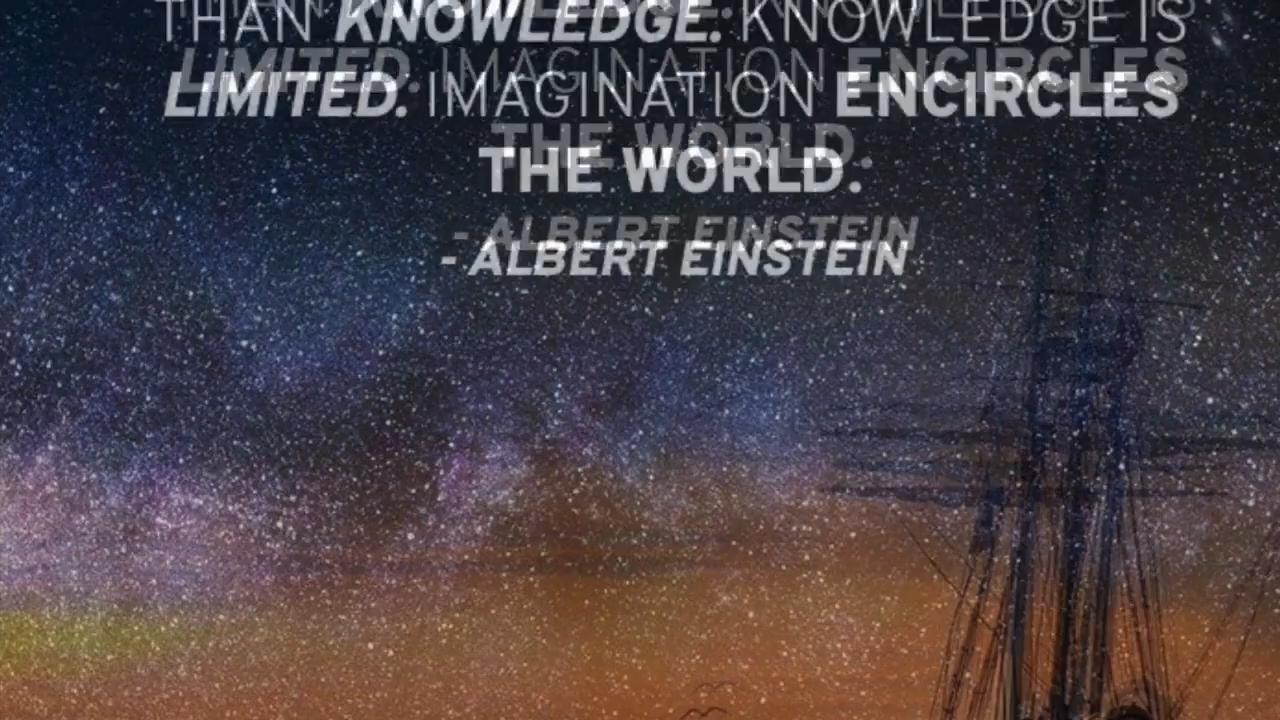 THAN KNOWLEDGE. KNOWLEDGE IS
LIMITED. IMAGINATION ENCIRCLES
THE WORLD.
- ALBERT EINSTEIN